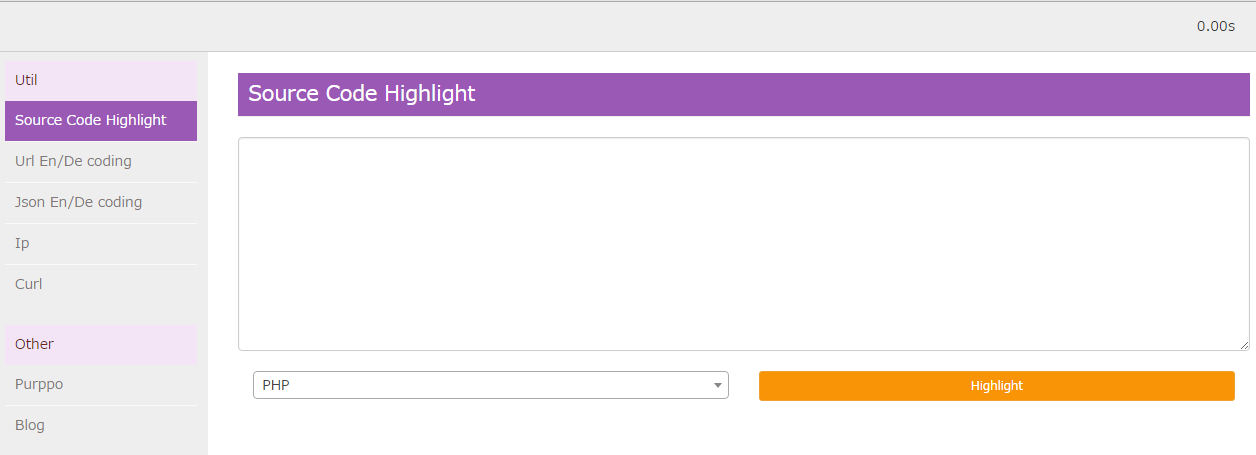 0.00s
Util
Source Code Highlight
Url En/De coding
Json En/De coding
Ip
Curl
Other
Purppo
Blog
Source Code Highlight
PHP
Highlight